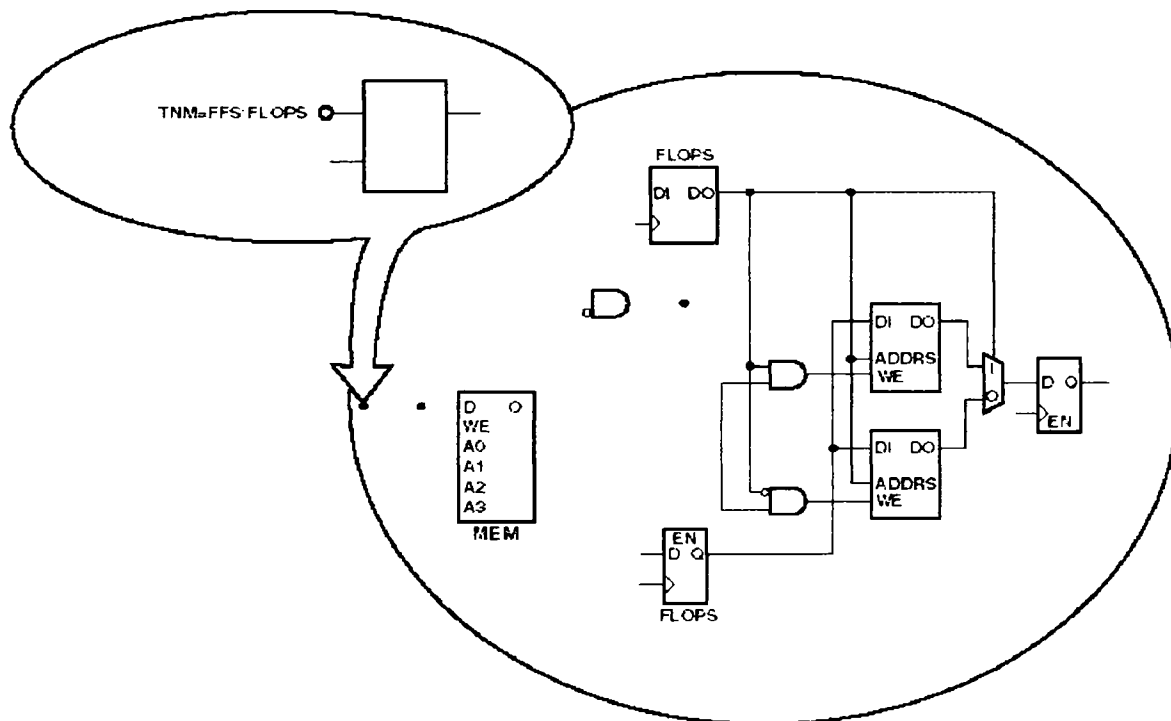 TNM=FFS:FLOPS
FLOPS
DI DO
DI DO
ADDRS
WE
D Q
EN
D O
WE
A0
A1
A2
A3
MEM
DI DO
ADDRS
WE
EN
D Q
FLOPS